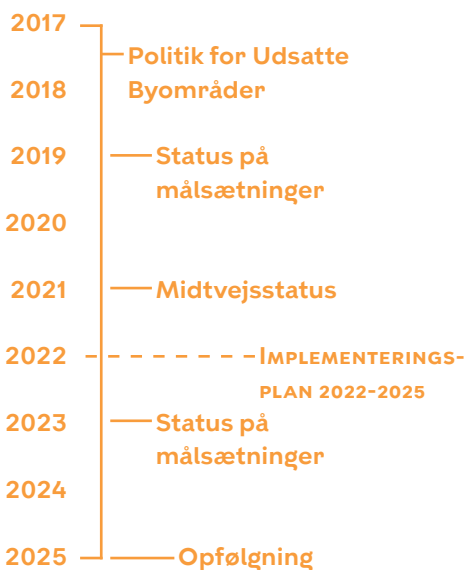 2017
Politik for Udsatte
2018 Byområder
2019 Status på
målsætninger
2020
2021 Midtvejsstatus
2022 IMPLEMENTERINGS-
PLAN 2022-2025
2023 Status på
målsætninger
2024
2025 Opfølgning